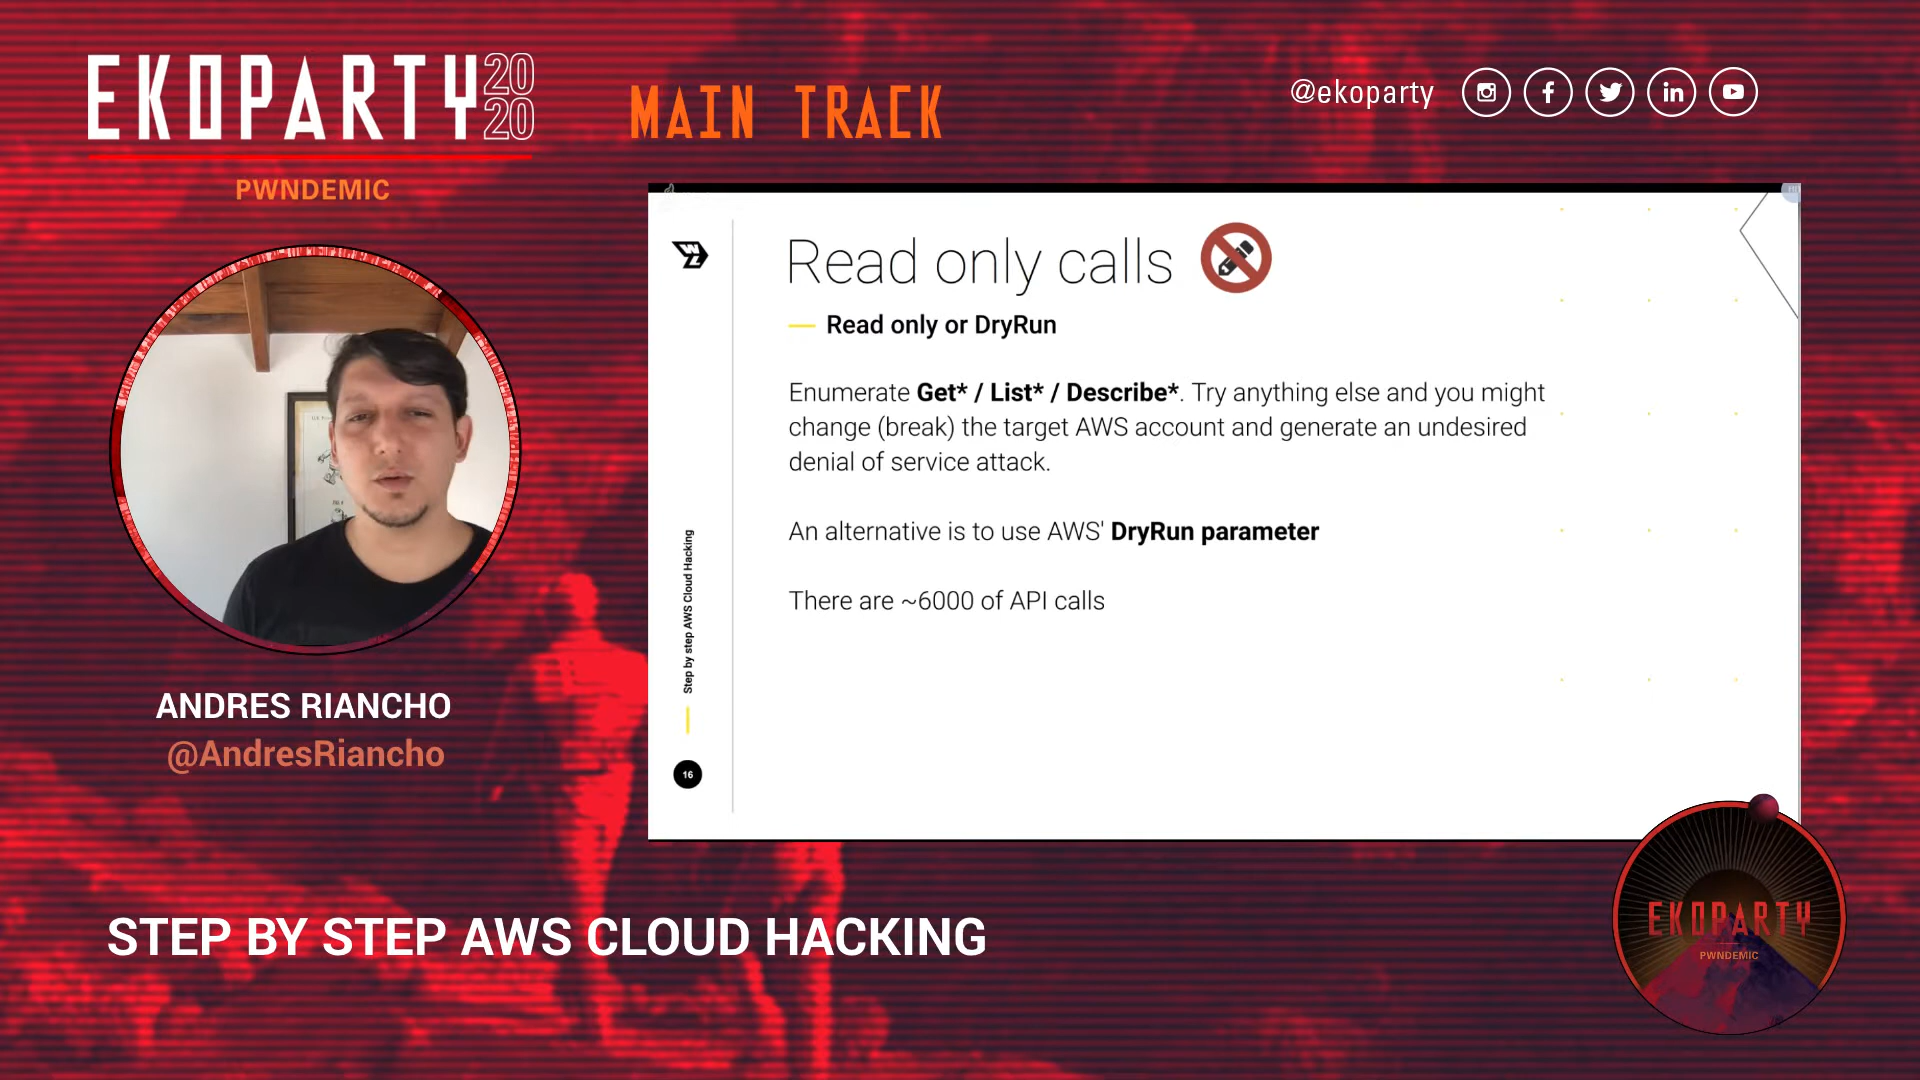 EKOPARTY 20
20
PWNDEMIC
MAIN TRACK
@ekoparty
Read only calls
Read only or DryRun
Enumerate Get* / List* / Describe*. Try anything else and you might
change (break) the target AWS account and generate an undesired
denial of service attack.
An alternative is to use AWS' DryRun parameter
There are ~6000 of API calls
Step by step AWS Cloud Hacking
16
ANDRES RIANCHO
@AndresRiancho
STEP BY STEP AWS CLOUD HACKING
EKOPARTY
PWNDEMIC